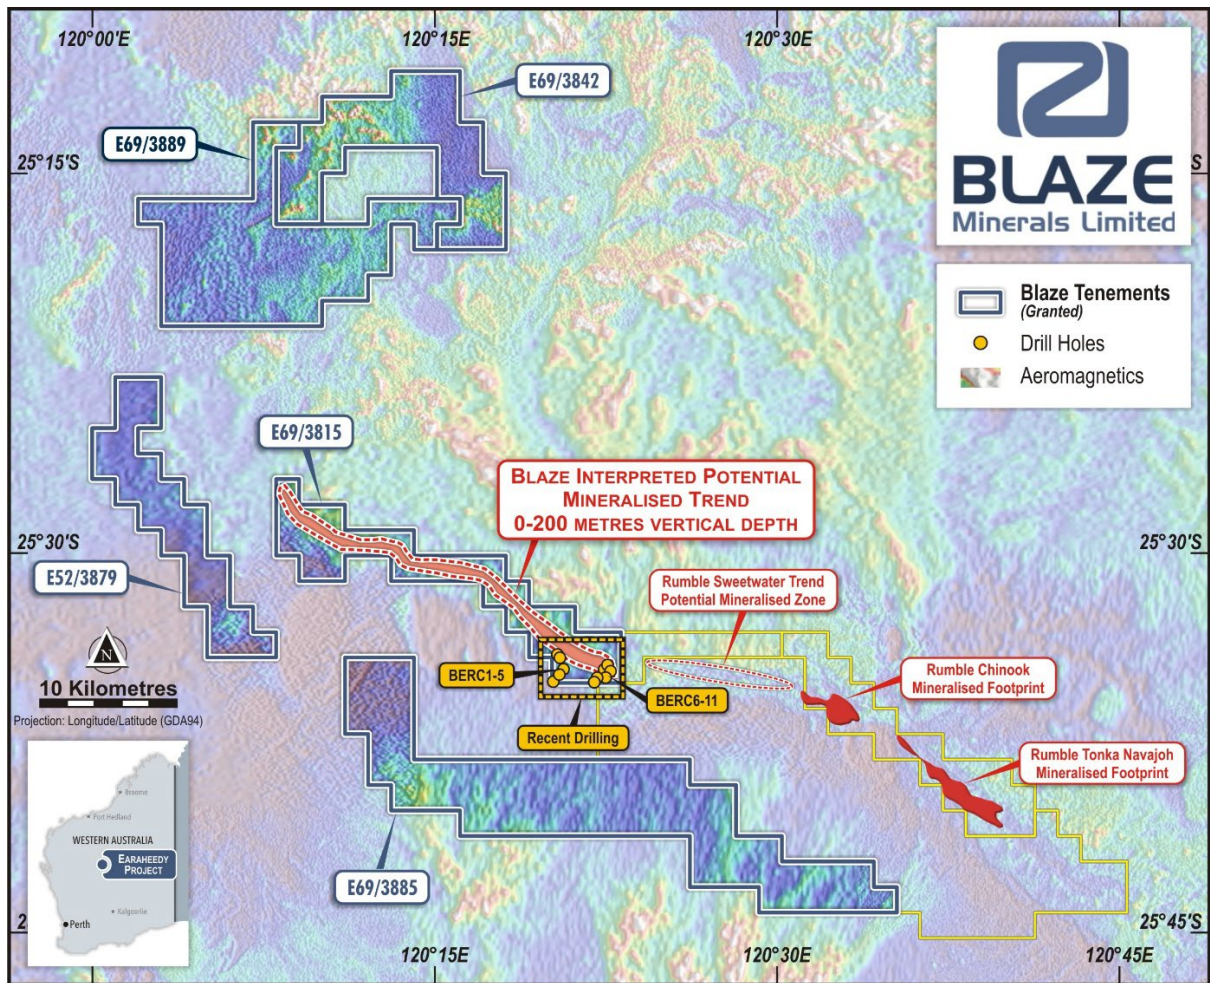 120°00'E
120°15'E
120°30'E
BLAZE
Minerals Limited
E69/3842
E69/3889
25°15'S
S
Blaze Tenements
(Granted)
Drill Holes
Aeromagnetics
E69/3815
BLAZE INTERPRETED POTENTIAL
MINERALISED TREND
0-200 METRES VERTICAL DEPTH
25°30'S
25°30'S
E52/3879
Rumble Sweetwater Trend
Potential Mineralised Zone
N
10 Kilometres
Projection: Longitude/Latitude (GDA94)
BERC1-5
BERC6-11
Recent Drilling
Rumble Chinook
Mineralised Footprint
Rumble Tonka Navajoh
Mineralised Footprint
Broome
Port Hedland
WESTERN AUSTRALIA
EARAHEEDY
PROJECT
Kalgoorlie
Perth
E69/3885
2
25°45'S
120°15'E
120°30'E
120°45'E